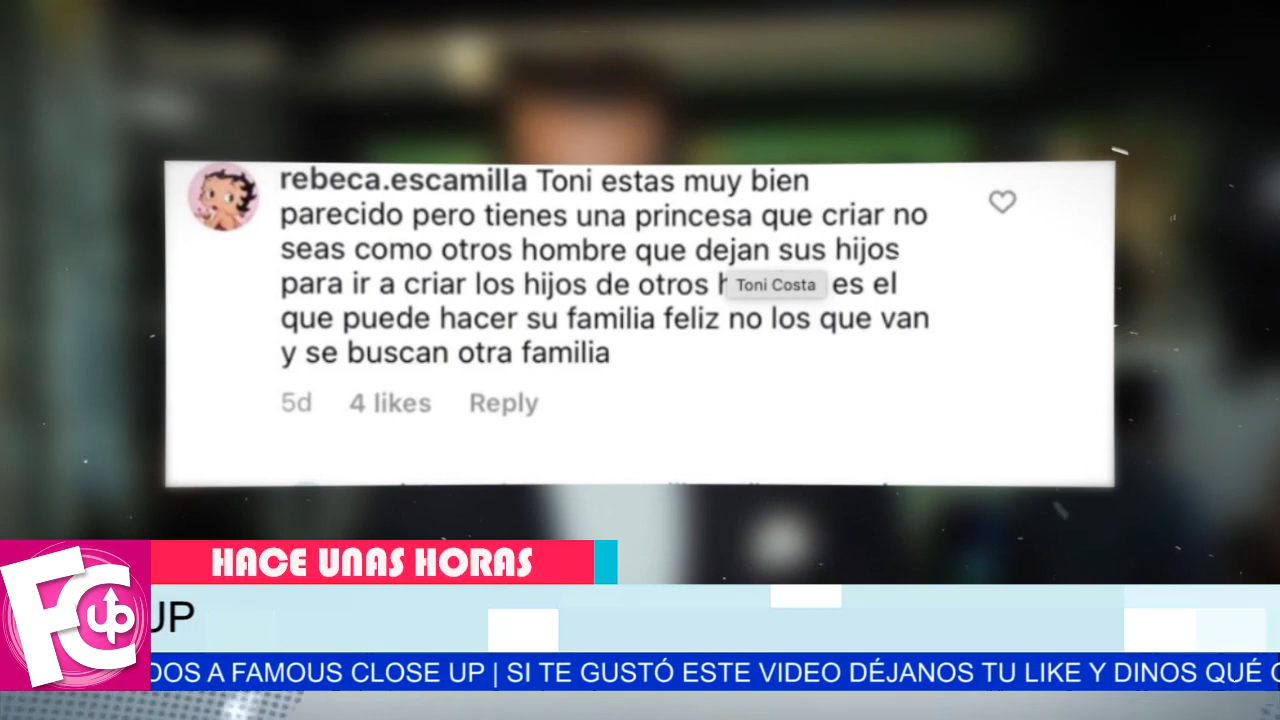 rebeca.escamilla Toni estas muy bien
parecido pero tienes una princesa que criar no
seas como otros hombre que dejan sus hijos
para ir a criar los hijos de otros h Toni Costa es el
que puede hacer su familia feliz no los que van
y se buscan otra familia
5d 4 likes Reply
HACE UNAS HORAS
FC up
UP
DOS A FAMOUS CLOSE UP | SI TE GUSTÓ ESTE VIDEO DÉJANOS TU LIKE Y DINOS QUÉ